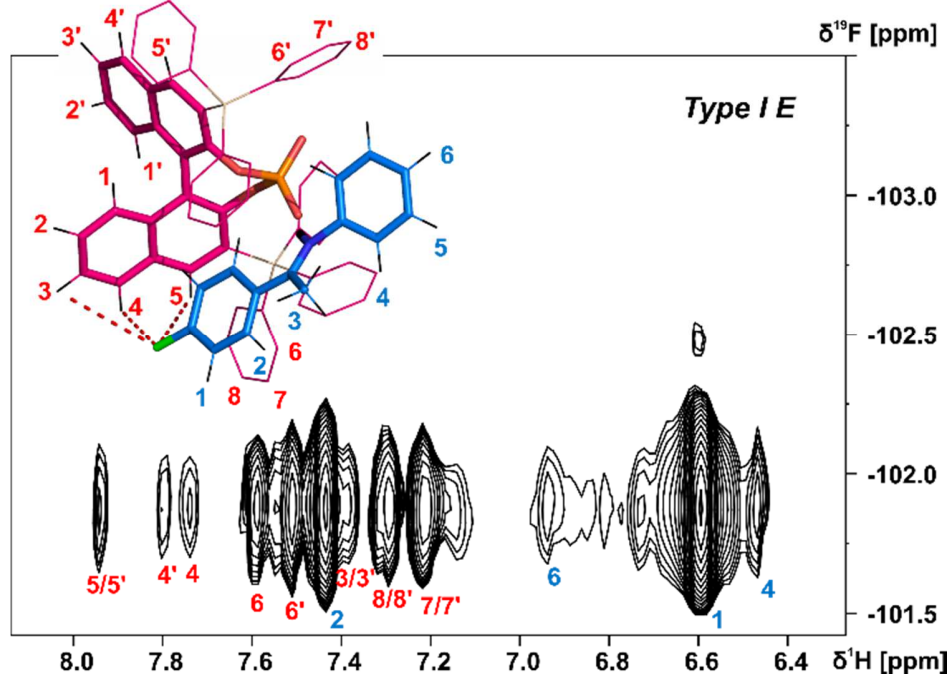 4' 7'
3' 5' 6' 8'
δ¹⁹F [ppm]
Type I E
2'
1' 6
1
-103.0
2 5
3 4 5 4
3
-102.5
2 6
1 8 7
-102.0
5/5' 4' 4 6 6' 3/3' 8/8' 7/7' 6 4
2 1
-101.5
8.0 7.8 7.6 7.4 7.2 7.0 6.8 6.6 6.4 δ¹H [ppm]